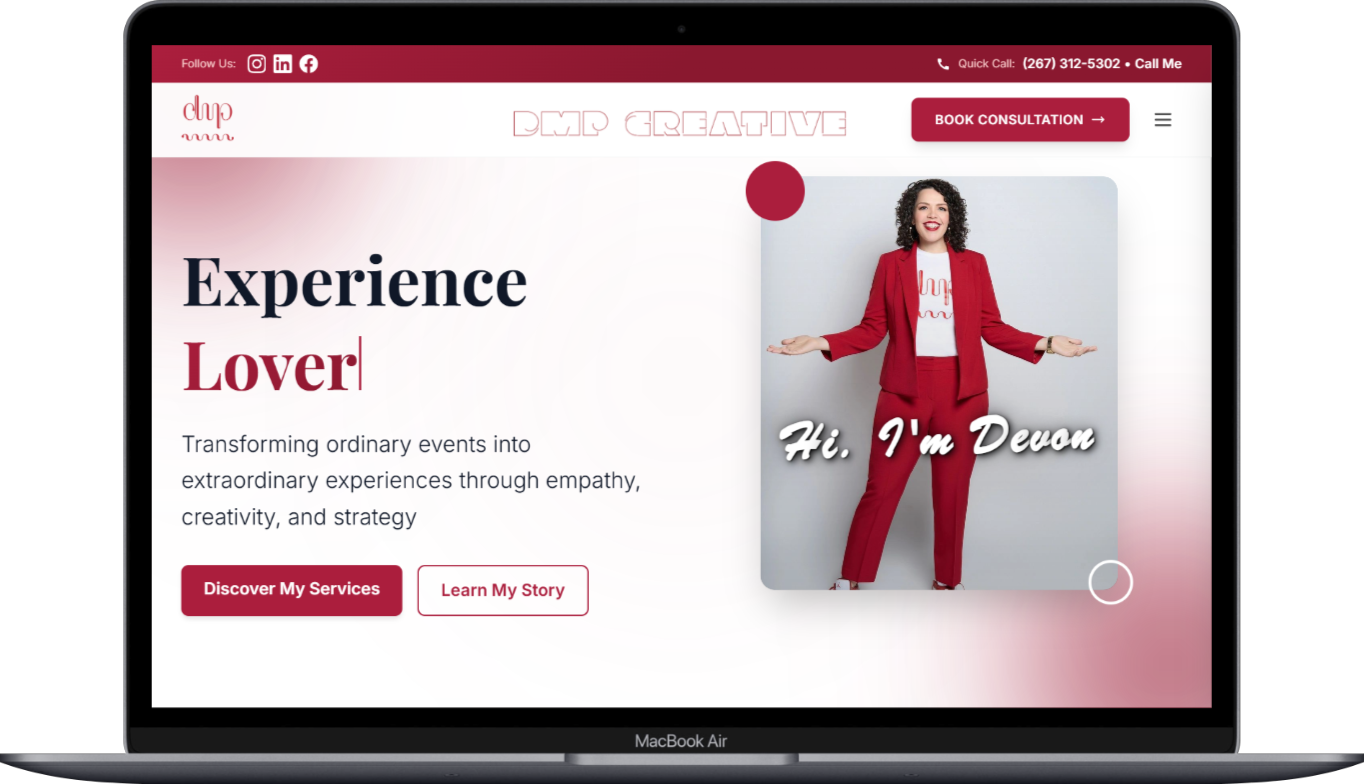 Follow Us:
Quick Call: (267) 312-5302 • Call Me
dmp
DMP CREATIVE
BOOK CONSULTATION →
Experience
Lover
dmp
Hi. I'm Devon
Transforming ordinary events into
extraordinary experiences through empathy,
creativity, and strategy
Discover My Services
Learn My Story
MacBook Air